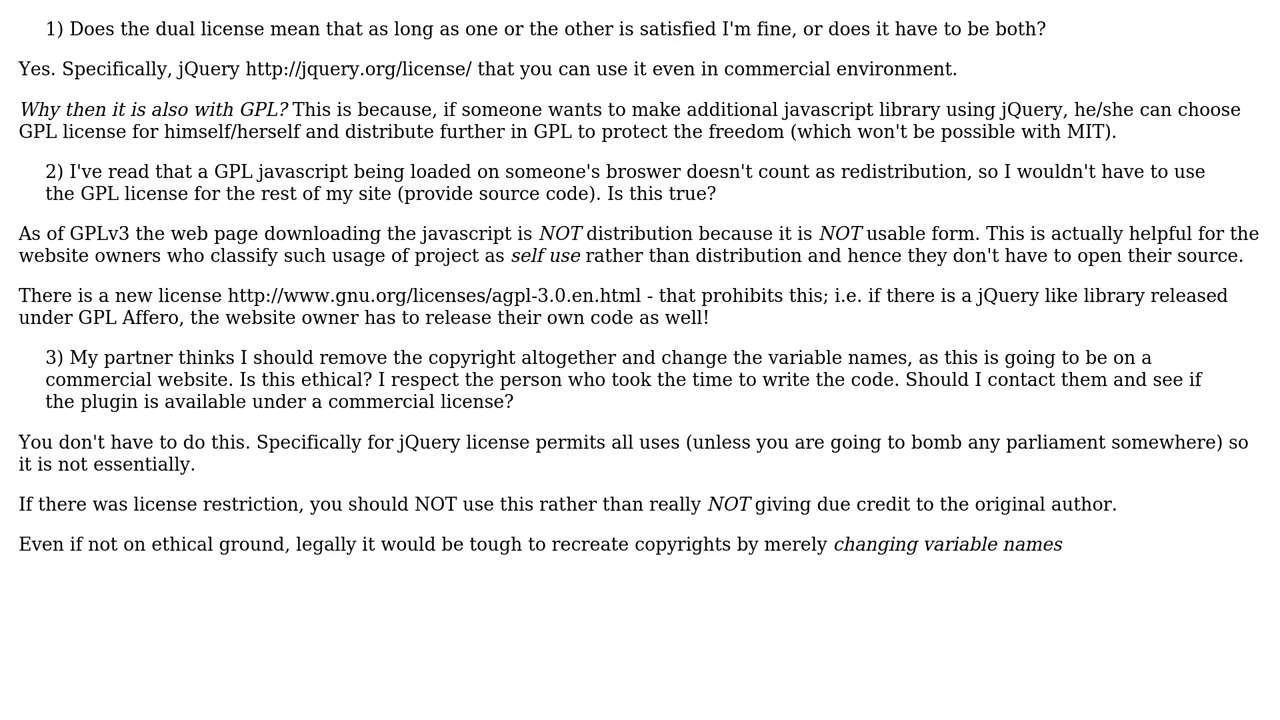 1) Does the dual license mean that as long as one or the other is satisfied I'm fine, or does it have to be both?
Yes. Specifically, jQuery http://jquery.org/license/ that you can use it even in commercial environment.
Why then it is also with GPL? This is because, if someone wants to make additional javascript library using jQuery, he/she can choose
GPL license for himself/herself and distribute further in GPL to protect the freedom (which won't be possible with MIT).
2) I've read that a GPL javascript being loaded on someone's broswer doesn't count as redistribution, so I wouldn't have to use
the GPL license for the rest of my site (provide source code). Is this true?
As of GPLv3 the web page downloading the javascript is NOT distribution because it is NOT usable form. This is actually helpful for the
website owners who classify such usage of project as self use rather than distribution and hence they don't have to open their source.
There is a new license http://www.gnu.org/licenses/agpl-3.0.en.html - that prohibits this; i.e. if there is a jQuery like library released
under GPL Affero, the website owner has to release their own code as well!
3) My partner thinks I should remove the copyright altogether and change the variable names, as this is going to be on a
commercial website. Is this ethical? I respect the person who took the time to write the code. Should I contact them and see if
the plugin is available under a commercial license?
You don't have to do this. Specifically for jQuery license permits all uses (unless you are going to bomb any parliament somewhere) so
it is not essentially.
If there was license restriction, you should NOT use this rather than really NOT giving due credit to the original author.
Even if not on ethical ground, legally it would be tough to recreate copyrights by merely changing variable names